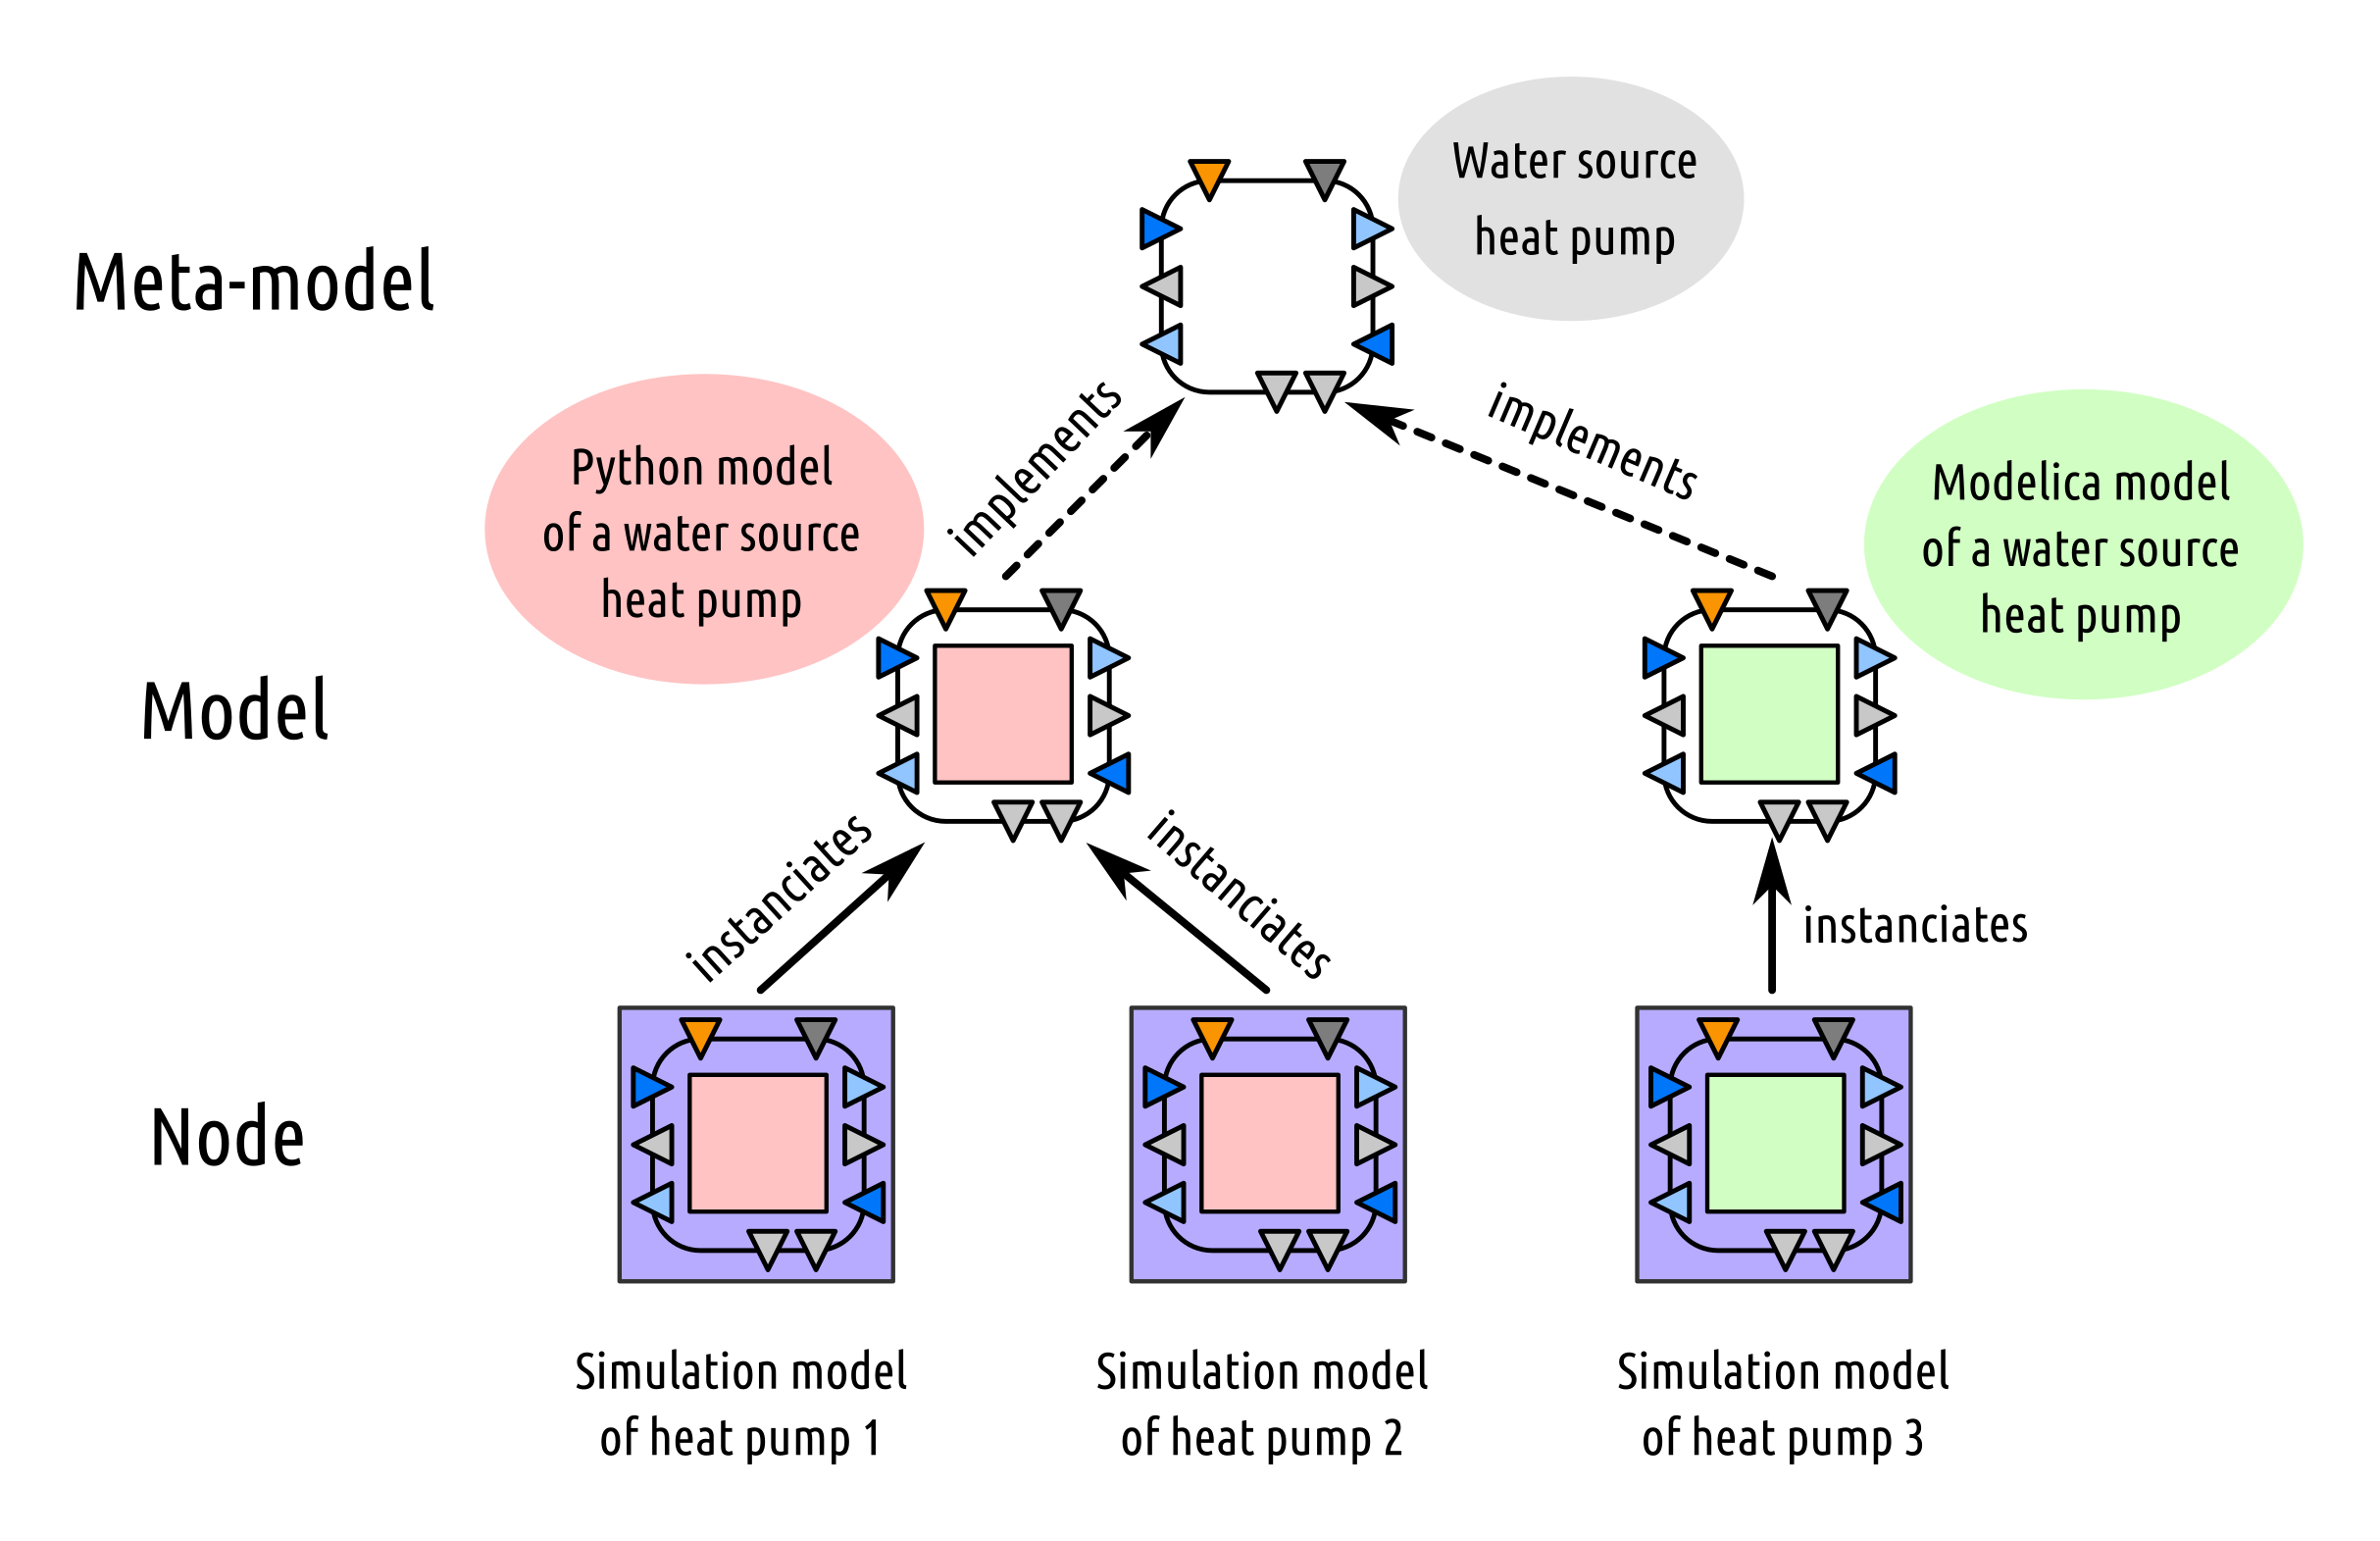 Water source
heat pump
Meta-model
implements
implements
Python model
of a water source
heat pump
Modelica model
of a water source
heat pump
Model
instanciates
instanciates
instanciates
Node
Simulation model
of heat pump 1
Simulation model
of heat pump 2
Simulation model
of heat pump 3